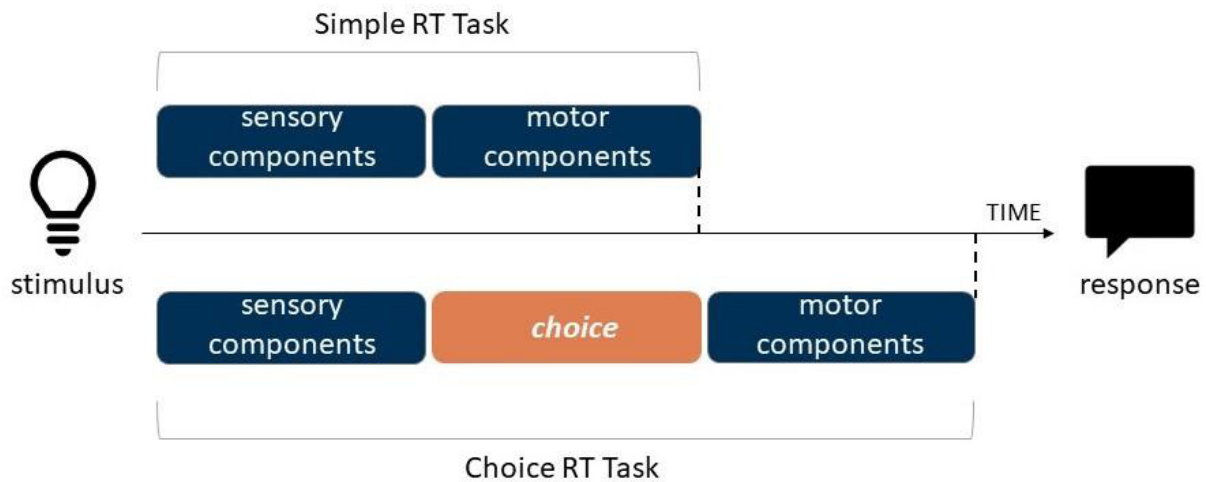 Simple RT Task
sensory
components
motor
components
stimulus
TIME
response
sensory
components
choice
motor
components
Choice RT Task